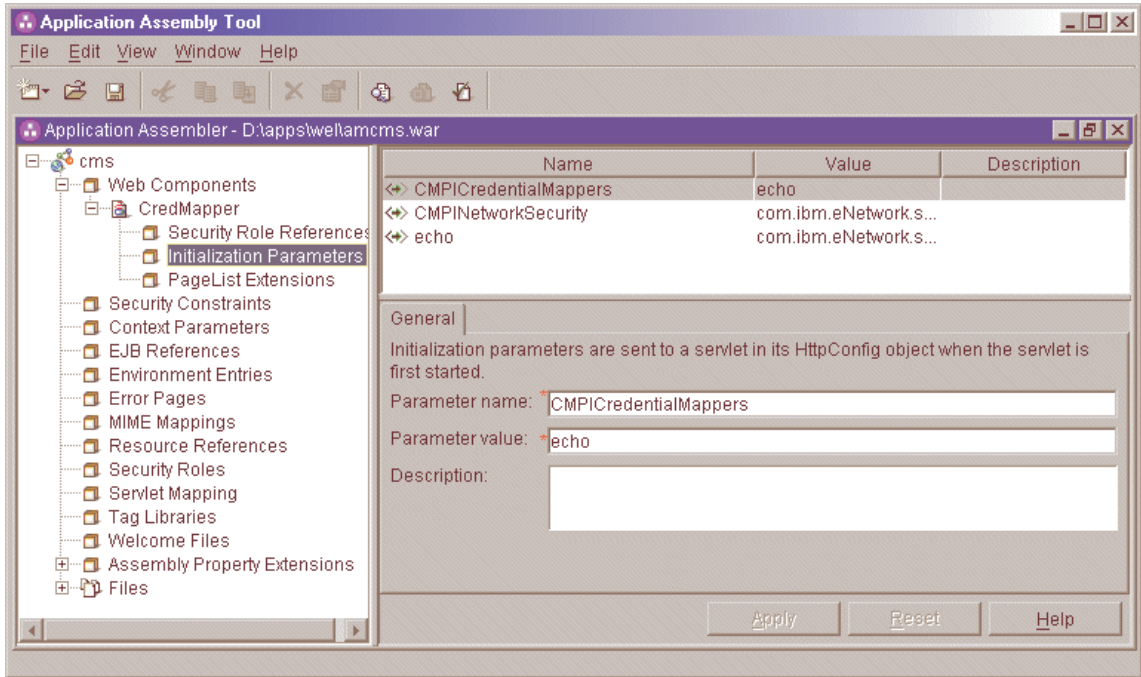 Application Assembly Tool
File Edit View Window Help
Application Assembler - D:\apps\wel\amcms.war
cms
Web Components
CredMapper
Security Role References
Initialization Parameters
PageList Extensions
Security Constraints
Context Parameters
EJB References
Environment Entries
Error Pages
MIME Mappings
Resource References
Security Roles
Servlet Mapping
Tag Libraries
Welcome Files
Assembly Property Extensions
Files
Name Value Description
CMPICredentialMappers echo
CMPINetworkSecurity com.ibm.eNetwork.s...
echo com.ibm.eNetwork.s...
General
Initialization parameters are sent to a servlet in its HttpConfig object when the servlet is
first started.
Parameter name: *CMPICredentialMappers
Parameter value: *echo
Description:
Apply Reset Help